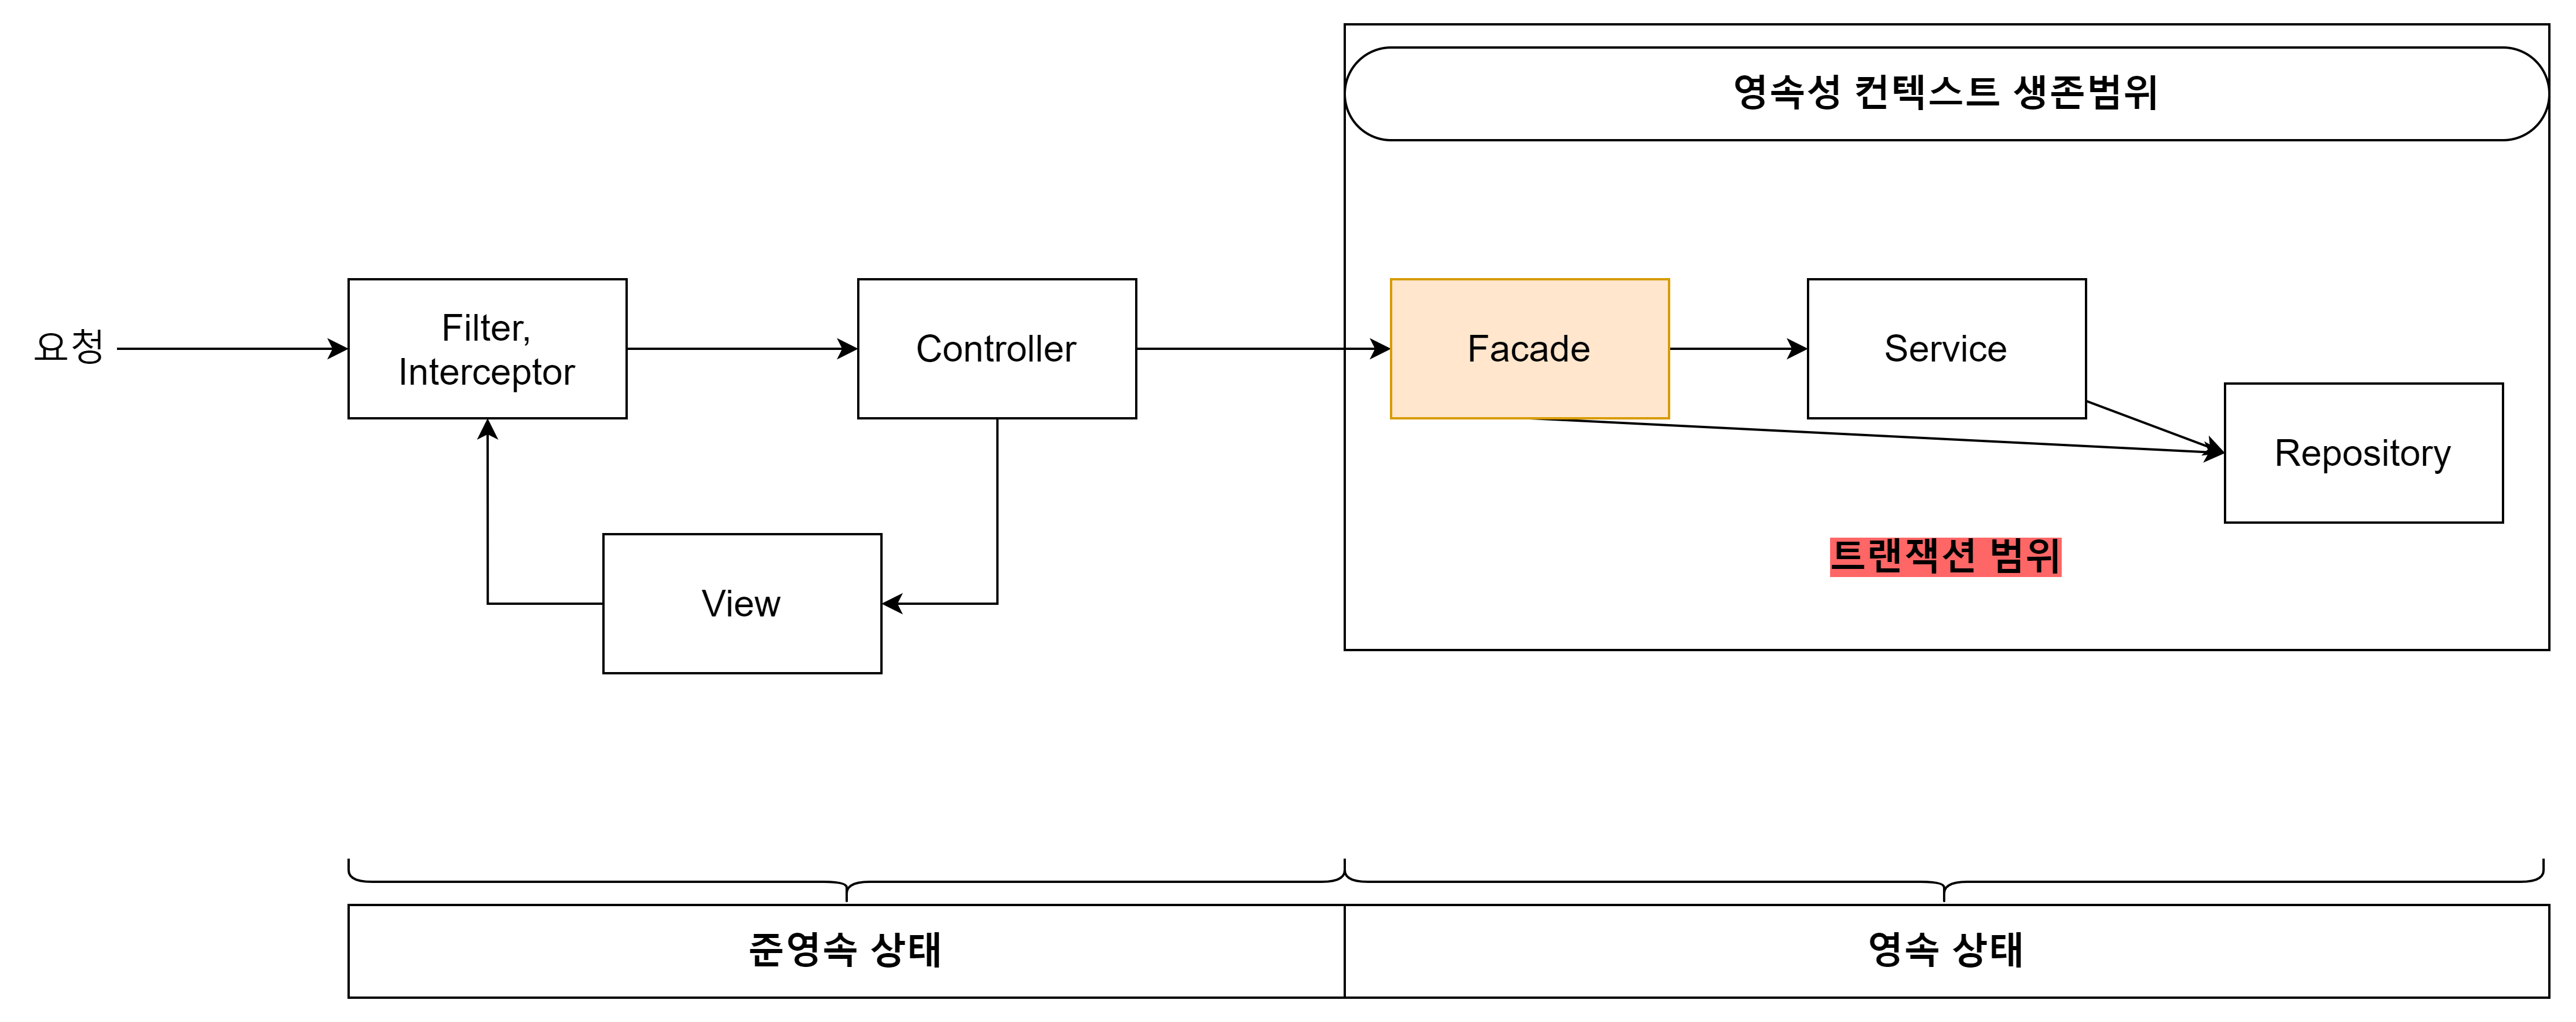 영속성 컨텍스트 생존범위
요청
Filter,
Interceptor
Controller
Facade
Service
Repository
트랜잭션 범위
View
준영속 상태
영속 상태